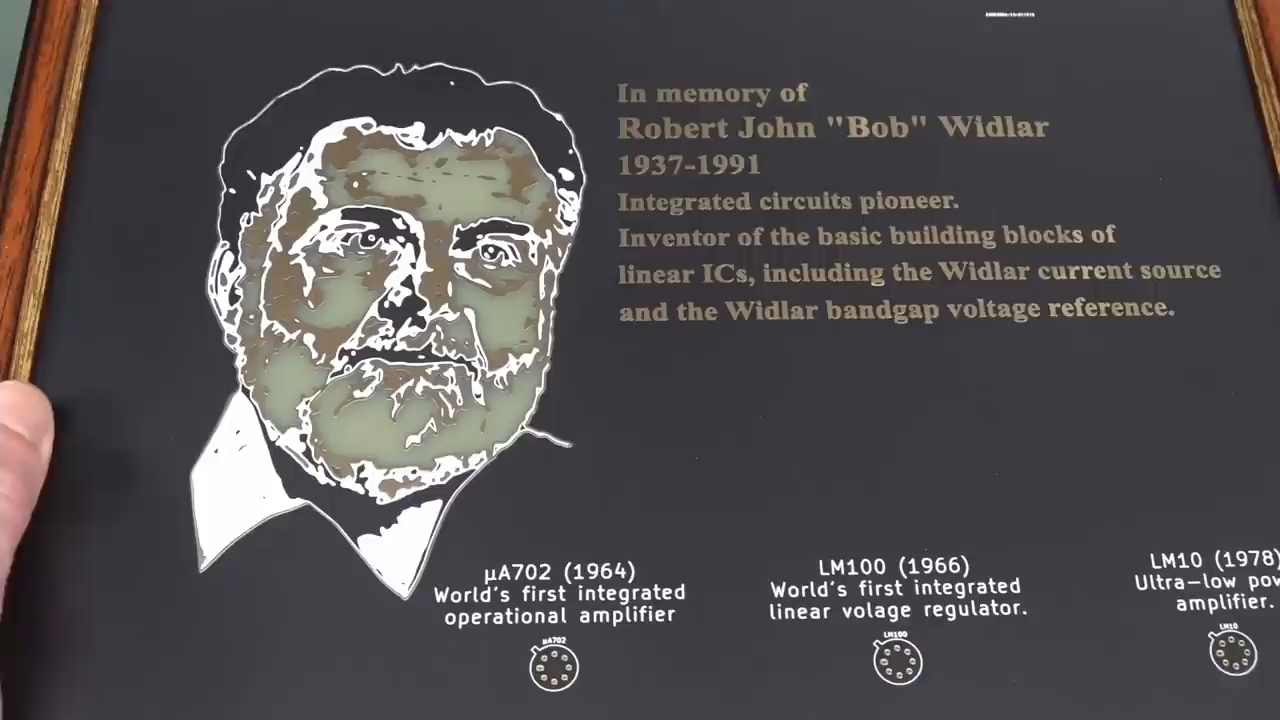 In memory of
Robert John "Bob" Widlar
1937-1991
Integrated circuits pioneer.
Inventor of the basic building blocks of
linear ICs, including the Widlar current source
and the Widlar bandgap voltage reference.
µA702 (1964)
World's first integrated
operational amplifier
µA702
LM100 (1966)
World's first integrated
linear volage regulator.
LM100
LM10 (1978)
Ultra-low
amplifier.
LM10